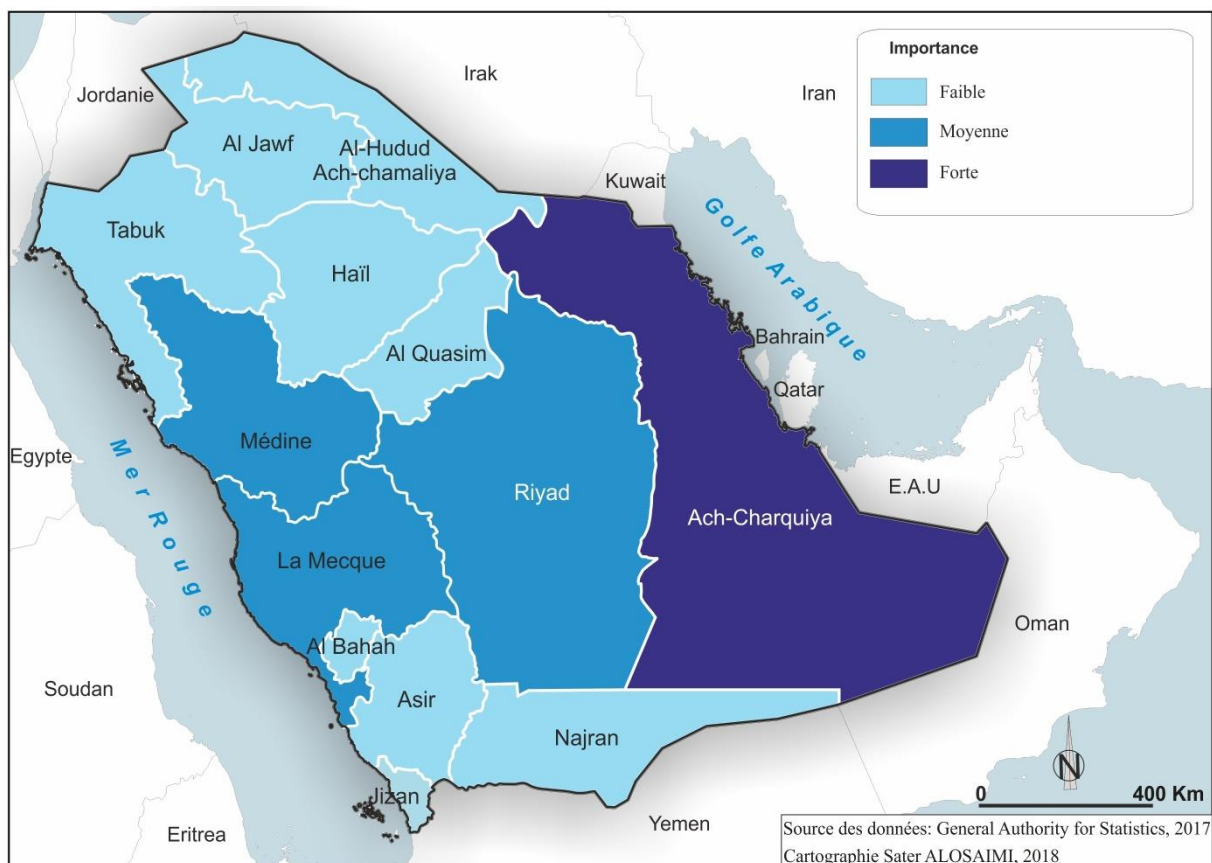 Importance
Faible
Moyenne
Forte
Jordanie
Irak
Iran
Al Jawf
Al-Hudud
Ach-chamaliya
Kuwait
Tabuk
Haïl
Golfe Arabique
Al Quasim
Bahrain
Qatar
Médine
Egypte
Mer Rouge
Riyad
E.A.U
Ach-Charquiya
La Mecque
Al Bahah
Oman
Soudan
Asir
Najran
Jizan
N
0 400 Km
Eritrea
Yemen
Source des données: General Authority for Statistics, 2017
Cartographie Sater ALOSAIMI, 2018